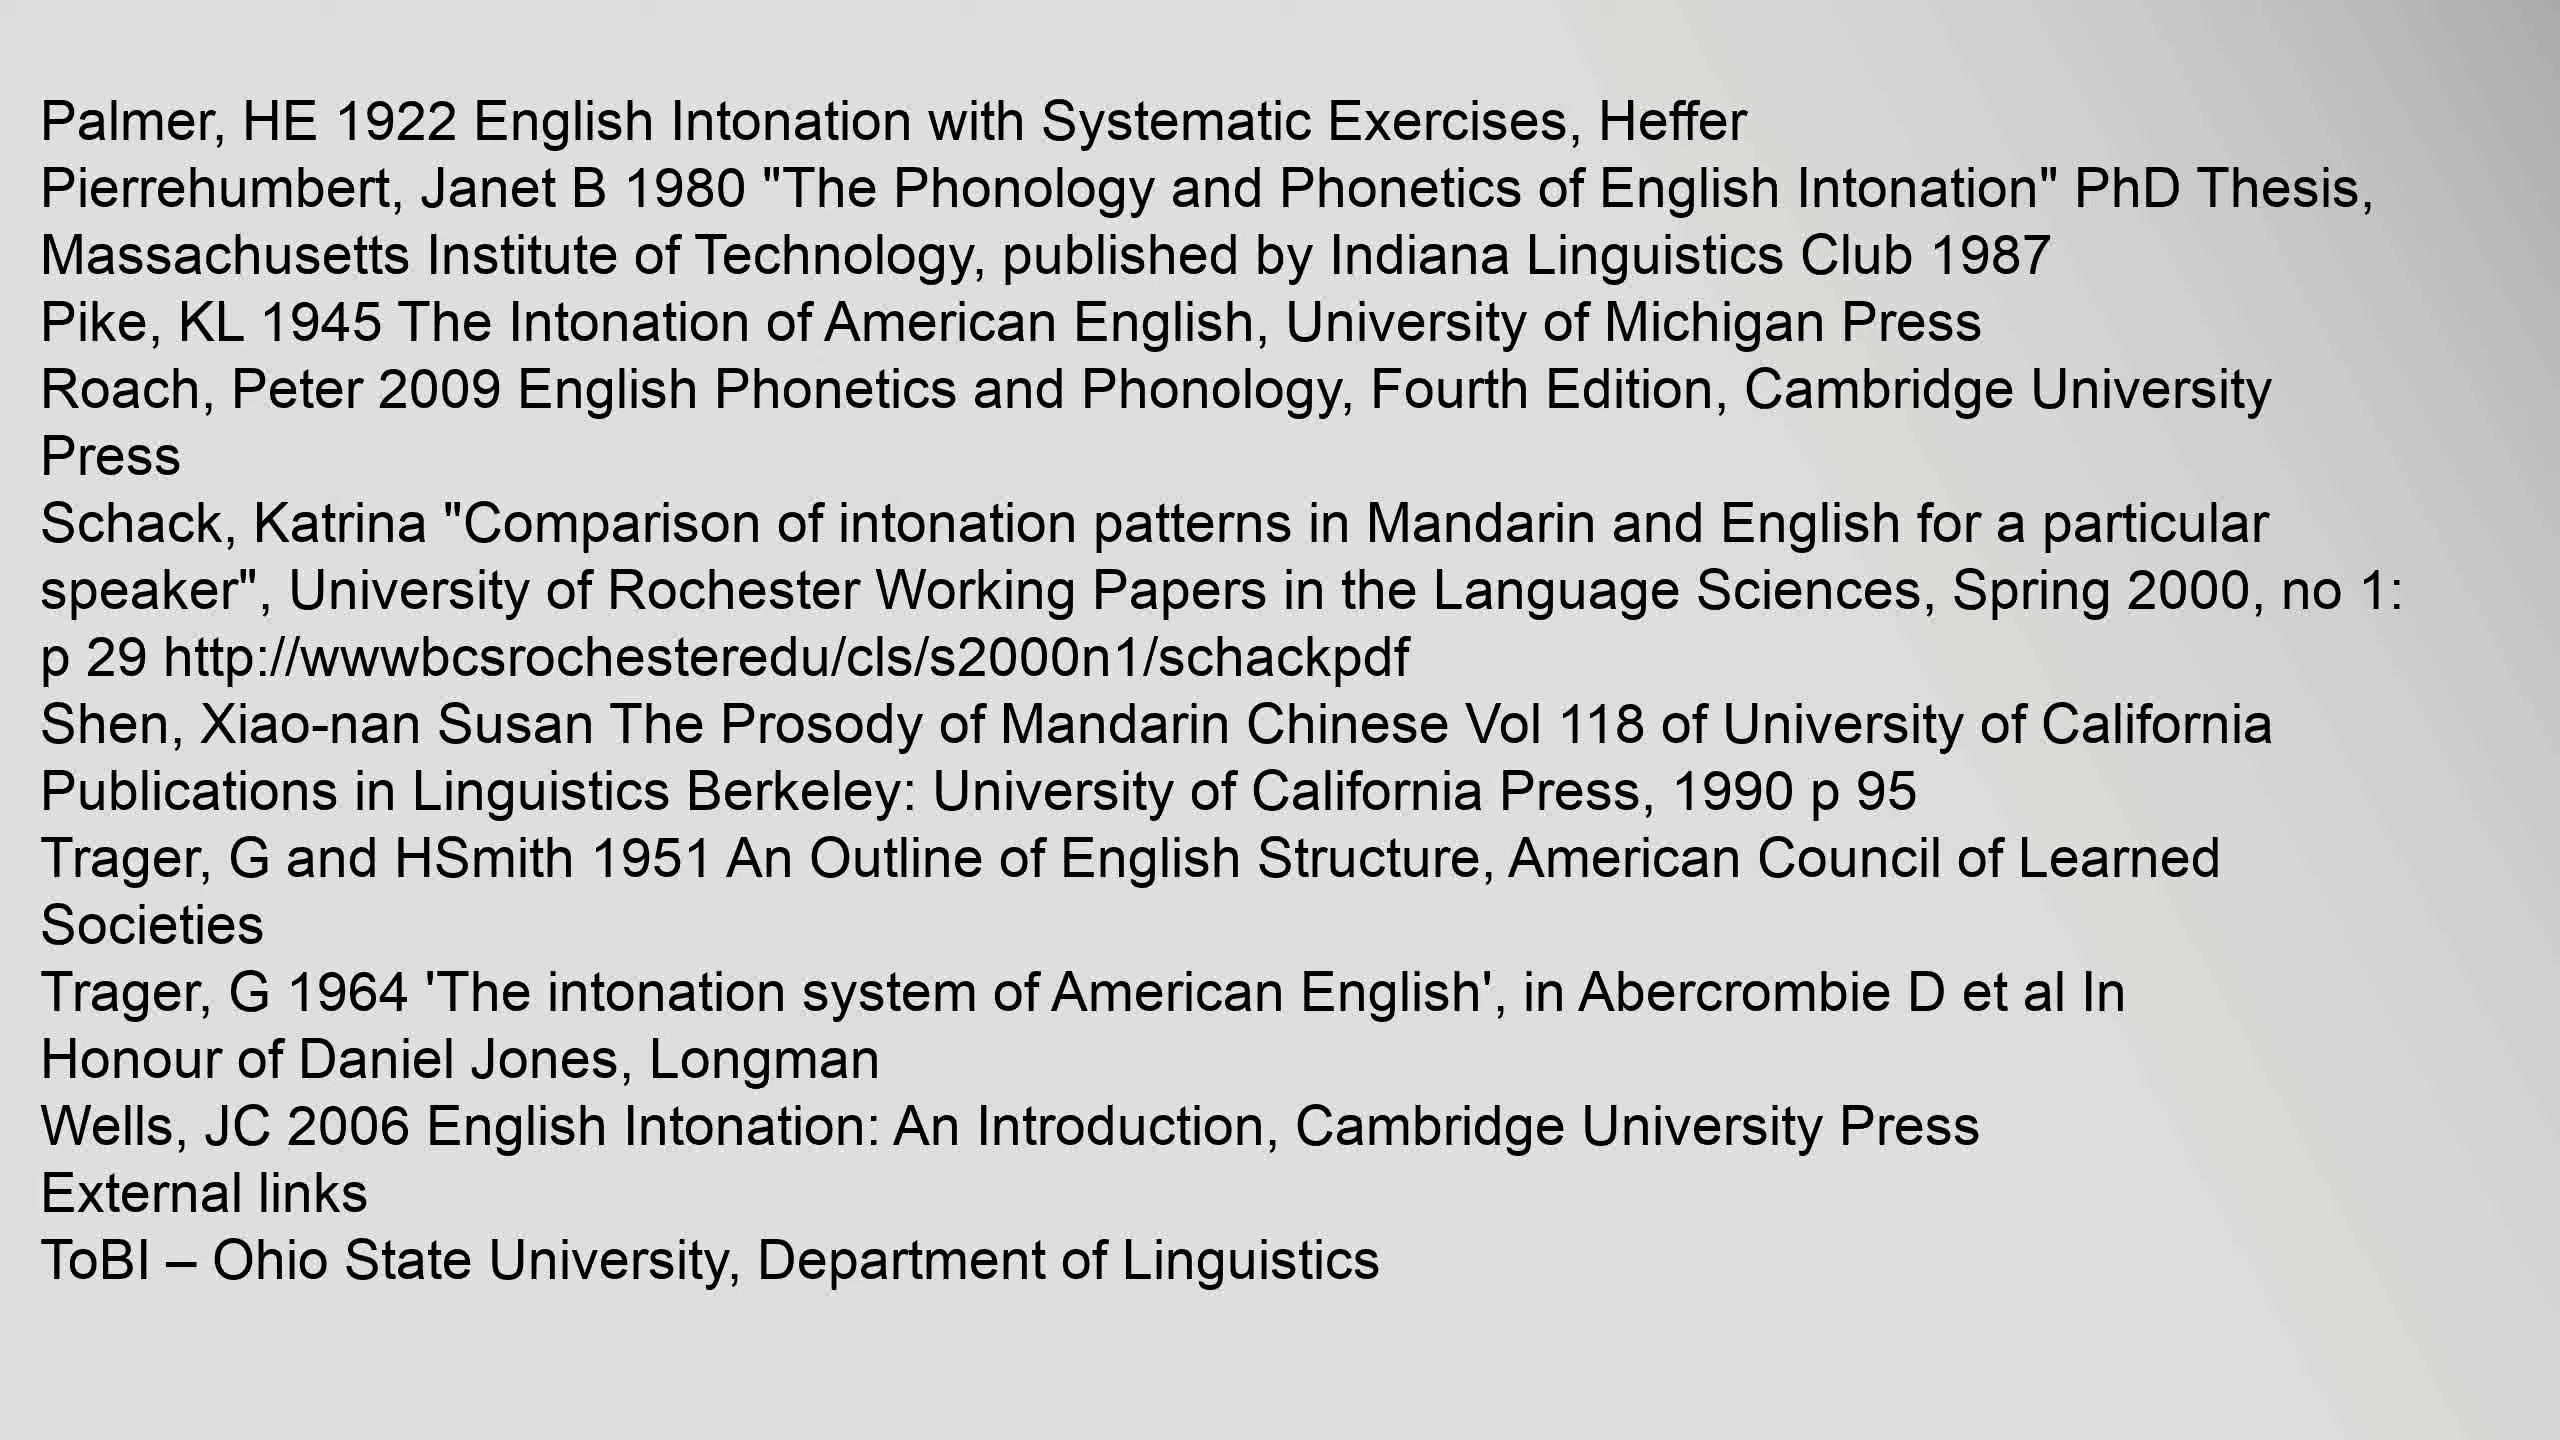 Palmer, HE 1922 English Intonation with Systematic Exercises, Heffer
Pierrehumbert, Janet B 1980 "The Phonology and Phonetics of English Intonation" PhD Thesis,
Massachusetts Institute of Technology, published by Indiana Linguistics Club 1987
Pike, KL 1945 The Intonation of American English, University of Michigan Press
Roach, Peter 2009 English Phonetics and Phonology, Fourth Edition, Cambridge University
Press
Schack, Katrina "Comparison of intonation patterns in Mandarin and English for a particular
speaker", University of Rochester Working Papers in the Language Sciences, Spring 2000, no 1:
p 29 http://wwwbcsrochesteredu/cls/s2000n1/schackpdf
Shen, Xiao-nan Susan The Prosody of Mandarin Chinese Vol 118 of University of California
Publications in Linguistics Berkeley: University of California Press, 1990 p 95
Trager, G and HSmith 1951 An Outline of English Structure, American Council of Learned
Societies
Trager, G 1964 'The intonation system of American English', in Abercrombie D et al In
Honour of Daniel Jones, Longman
Wells, JC 2006 English Intonation: An Introduction, Cambridge University Press
External links
ToBI – Ohio State University, Department of Linguistics